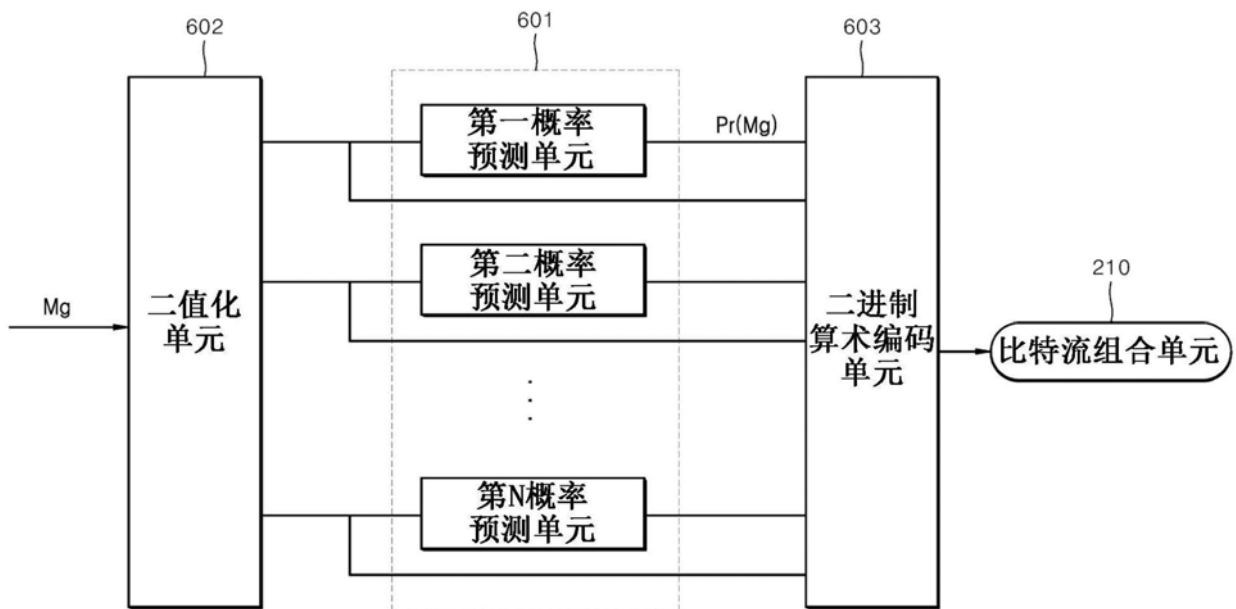 602
601
603
第一概率
预测单元
Pr(Mg)
第二概率
预测单元
210
Mg
二值化
单元
二进制
算术编码
单元
比特流组合单元
第N概率
预测单元